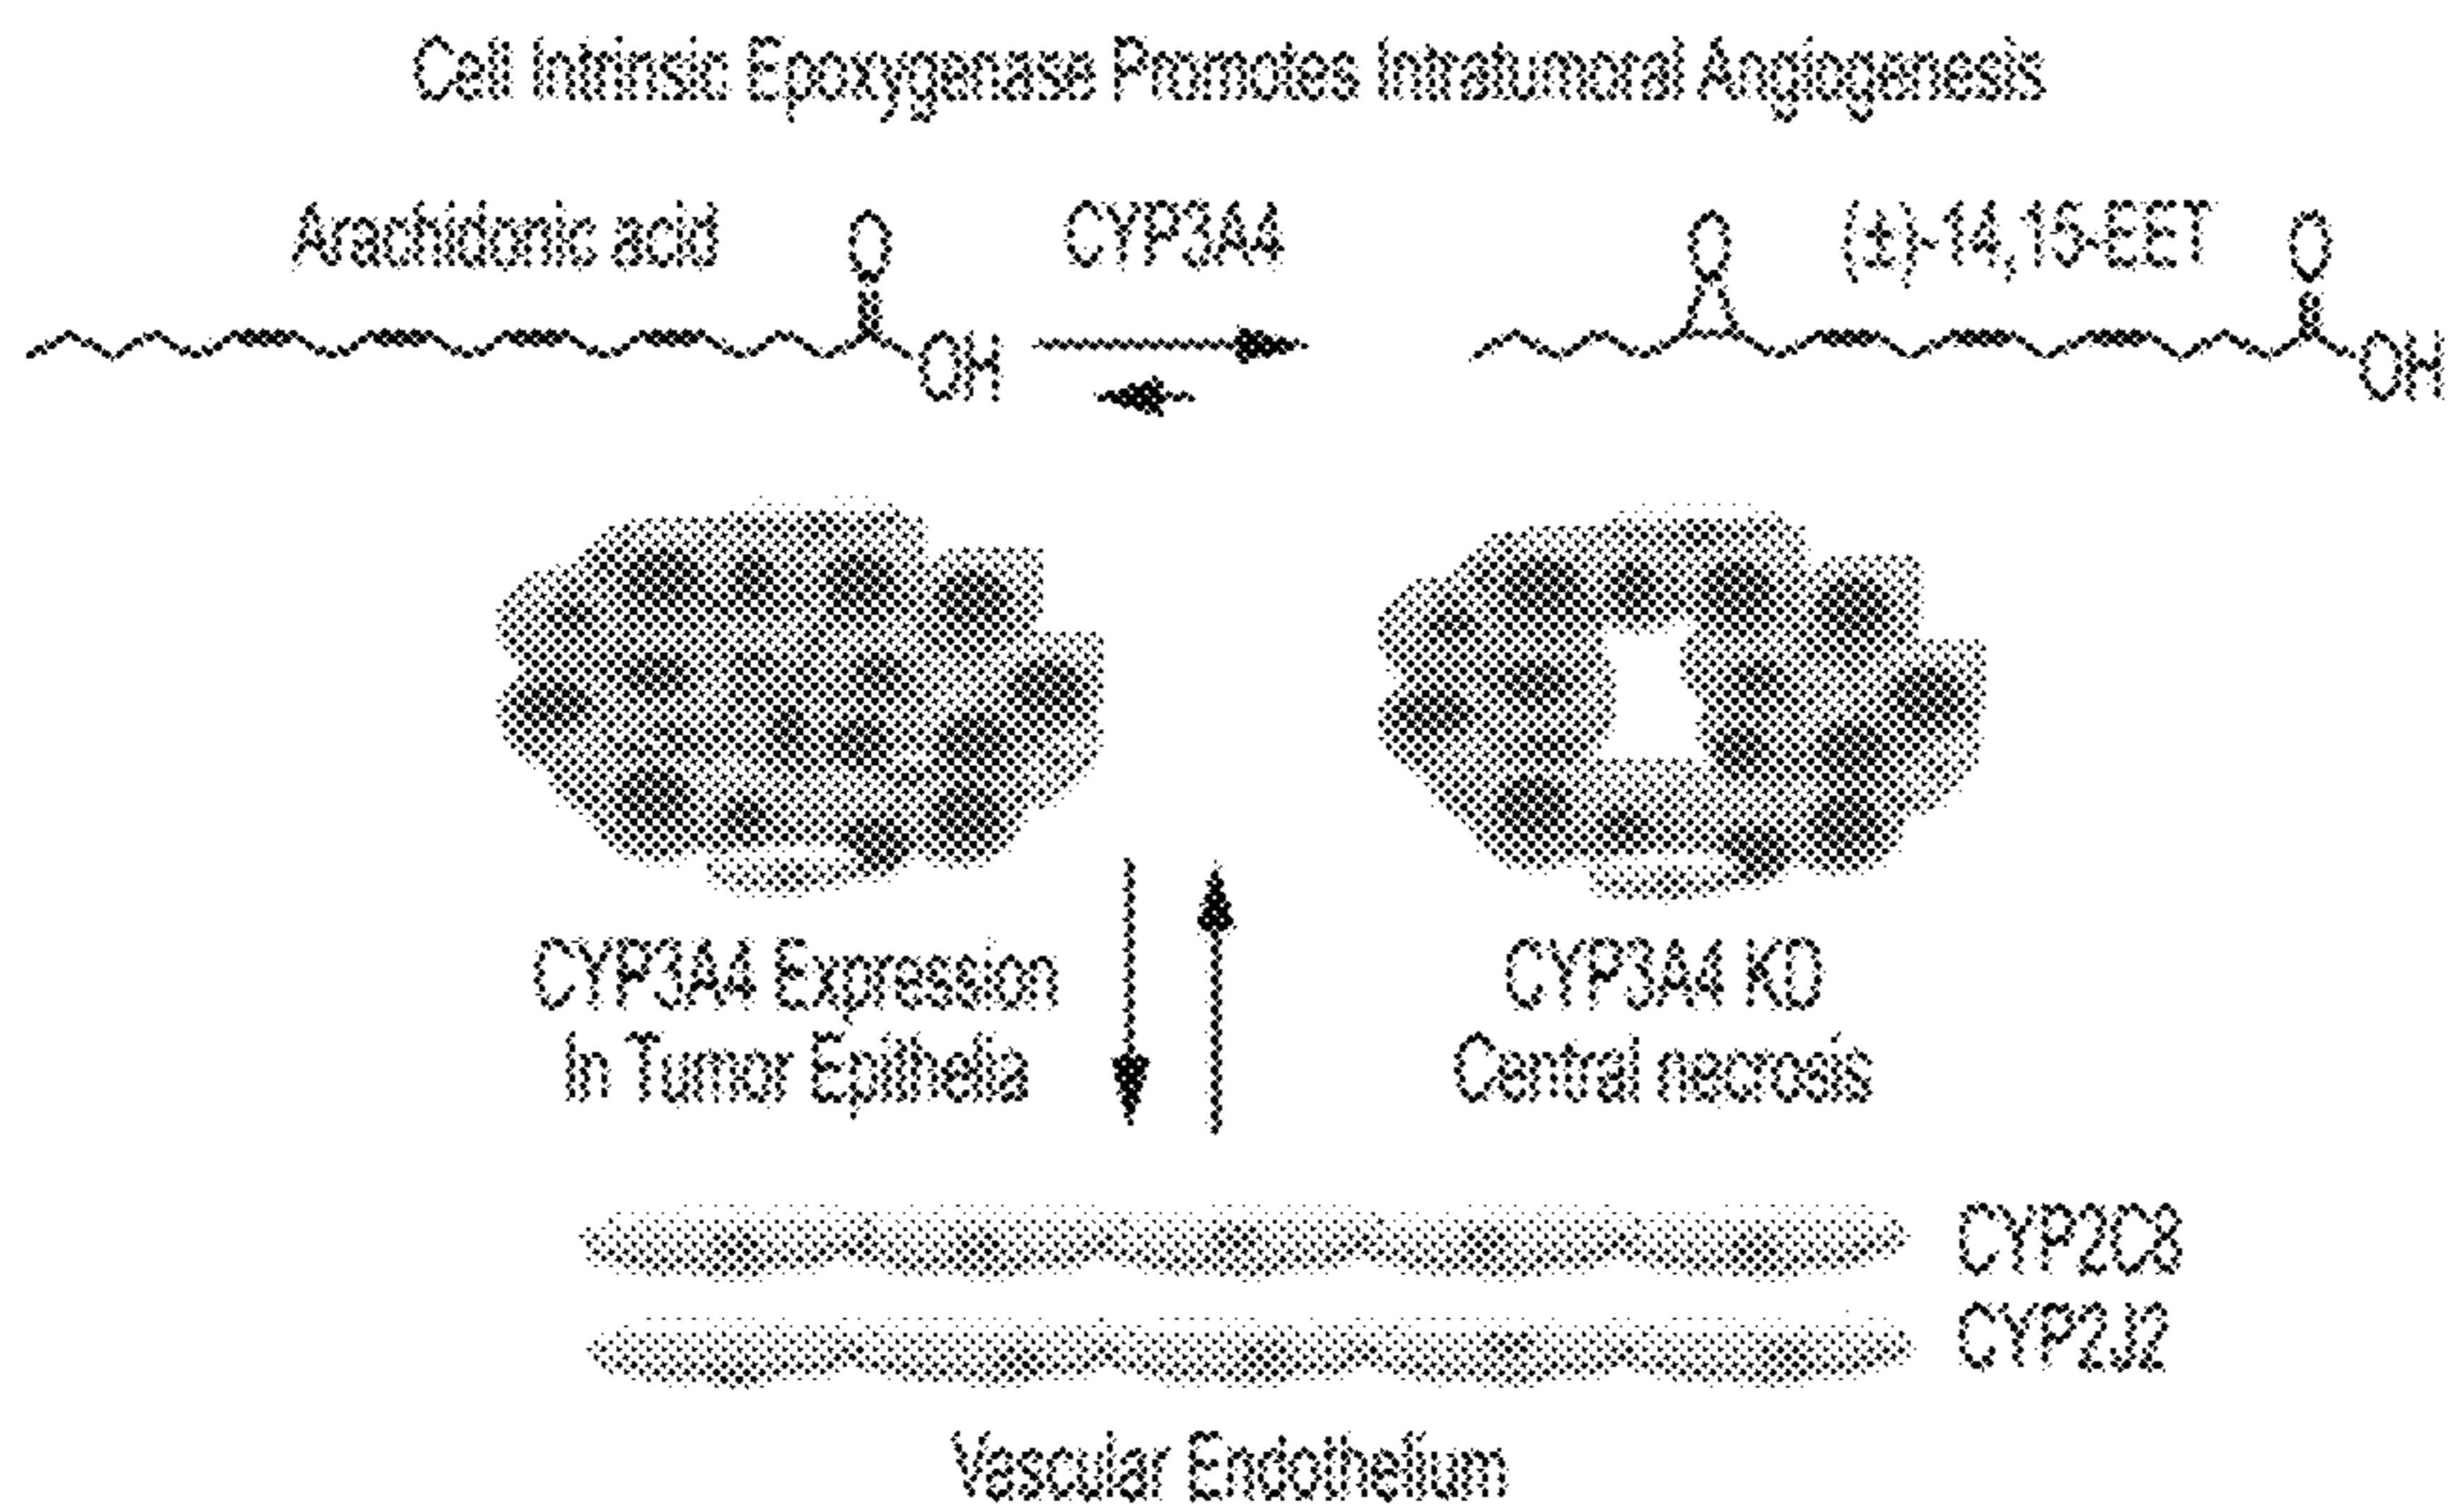 Cell Intrinsic Epoxygenase Promotes Intratumoral Angiogenesis
Arachidonic acid
O
OH
CYP3A4
O
(±)-14,15-EET
O
OH
CYP3A4 Expression
In Tumor Epithelia
CYP3A4 KD
Central necrosis
CYP2C8
CYP2J2
Vascular Endothelium